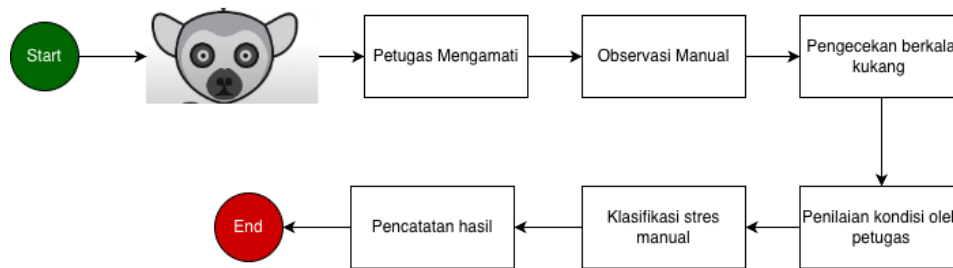 Start
Petugas Mengamati
Observasi Manual
Pengecekan berkala
kukang
Penilaian kondisi oleh
petugas
Klasifikasi stres
manual
Pencatatan hasil
End